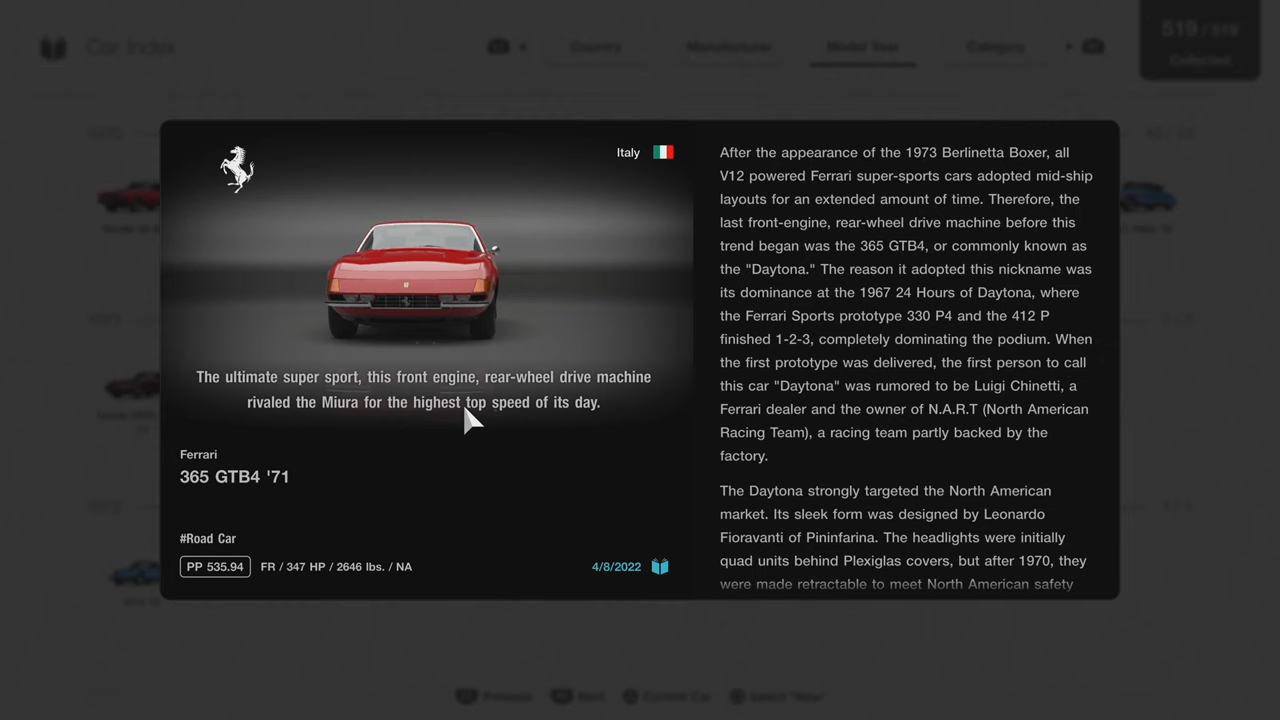 Car Index
Country
Manufacturer
Model Year
Category
519 / 519
Collected
Italy
The ultimate super sport, this front engine, rear-wheel drive machine
rivaled the Miura for the highest top speed of its day.
Ferrari
365 GTB4 '71
#Road Car
PP 535.94 FR / 347 HP / 2646 lbs. / NA
4/8/2022
After the appearance of the 1973 Berlinetta Boxer, all
V12 powered Ferrari super-sports cars adopted mid-ship
layouts for an extended amount of time. Therefore, the
last front-engine, rear-wheel drive machine before this
trend began was the 365 GTB4, or commonly known as
the "Daytona." The reason it adopted this nickname was
its dominance at the 1967 24 Hours of Daytona, where
the Ferrari Sports prototype 330 P4 and the 412 P
finished 1-2-3, completely dominating the podium. When
the first prototype was delivered, the first person to call
this car "Daytona" was rumored to be Luigi Chinetti, a
Ferrari dealer and the owner of N.A.R.T (North American
Racing Team), a racing team partly backed by the
factory.
The Daytona strongly targeted the North American
market. Its sleek form was designed by Leonardo
Fioravanti of Pininfarina. The headlights were initially
quad units behind Plexiglas covers, but after 1970, they
were made retractable to meet North American safety
Previous
Next
Current Car
Select "New"